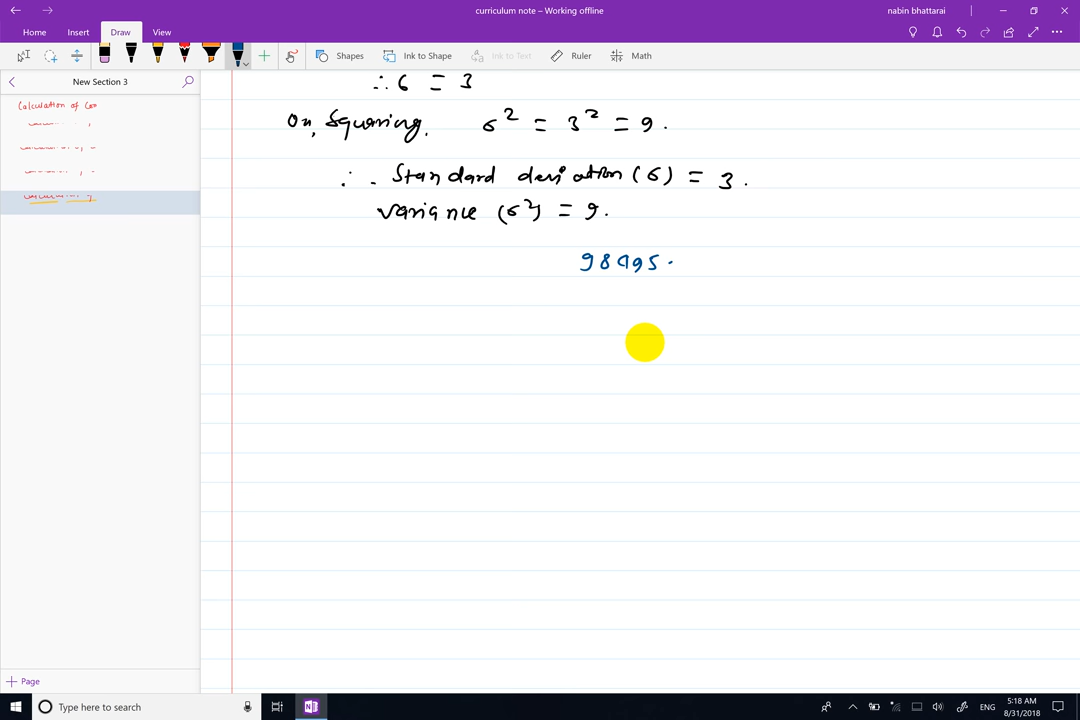 curriculum note – Working offline
nabin bhattarai
Home Insert Draw View
Shapes Ink to Shape Ink to Text Ruler Math
New Section 3
Calculation of
∴ σ = 3
On, Squaring, σ² = 3² = 9.
∴ Standard deviation (σ) = 3.
Variance (σ²) = 9.
98495.
Page
Type here to search
ENG
5:18 AM
8/31/2018